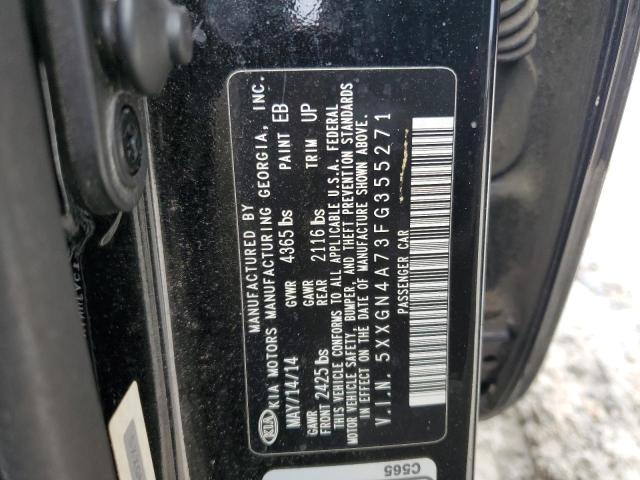 MANUFACTURED BY
KIA KIA MOTORS MANUFACTURING GEORGIA, INC.
MAY/14/14 GVWR 4365 lbs PAINT EB
GAWR FRONT 2425 lbs GAWR REAR 2116 lbs TRIM UP
THIS VEHICLE CONFORMS TO ALL APPLICABLE U.S.A. FEDERAL
MOTOR VEHICLE SAFETY, BUMPER, AND THEFT PREVENTION STANDARDS
IN EFFECT ON THE DATE OF MANUFACTURE SHOWN ABOVE.
V.I.N. 5XXGN4A73FG355271
PASSENGER CAR
C565